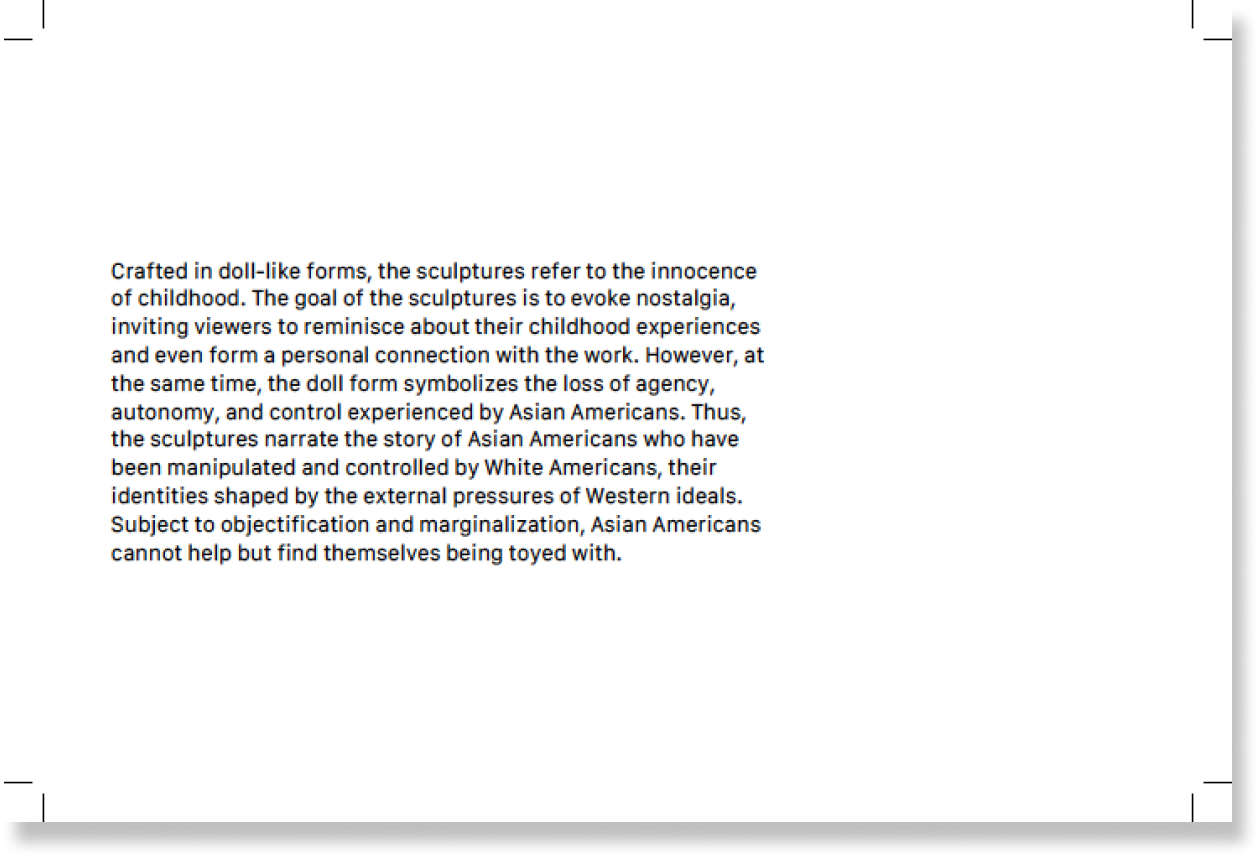 Crafted in doll-like forms, the sculptures refer to the innocence
of childhood. The goal of the sculptures is to evoke nostalgia,
inviting viewers to reminisce about their childhood experiences
and even form a personal connection with the work. However, at
the same time, the doll form symbolizes the loss of agency,
autonomy, and control experienced by Asian Americans. Thus,
the sculptures narrate the story of Asian Americans who have
been manipulated and controlled by White Americans, their
identities shaped by the external pressures of Western ideals.
Subject to objectification and marginalization, Asian Americans
cannot help but find themselves being toyed with.